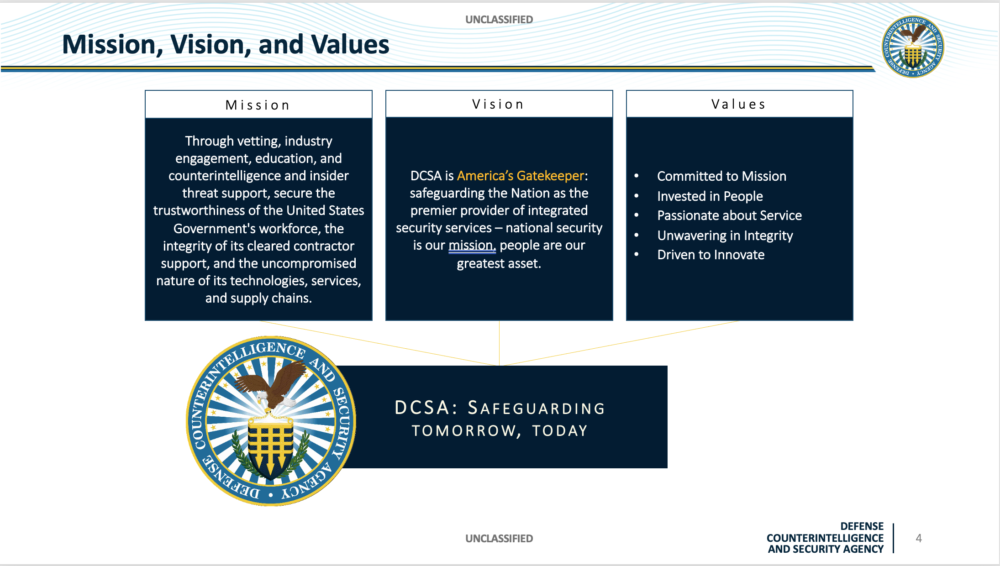 UNCLASSIFIED
Mission, Vision, and Values
DEFENSE COUNTERINTELLIGENCE AND SECURITY AGENCY
Mission
Through vetting, industry
engagement, education, and
counterintelligence and insider
threat support, secure the
trustworthiness of the United States
Government's workforce, the
integrity of its cleared contractor
support, and the uncompromised
nature of its technologies, services,
and supply chains.
Vision
DCSA is America’s Gatekeeper:
safeguarding the Nation as the
premier provider of integrated
security services – national security
is our mission, people are our
greatest asset.
Values
• Committed to Mission
• Invested in People
• Passionate about Service
• Unwavering in Integrity
• Driven to Innovate
DEFENSE COUNTERINTELLIGENCE AND SECURITY AGENCY
DCSA: SAFEGUARDING
TOMORROW, TODAY
UNCLASSIFIED
DEFENSE
COUNTERINTELLIGENCE
AND SECURITY AGENCY
4